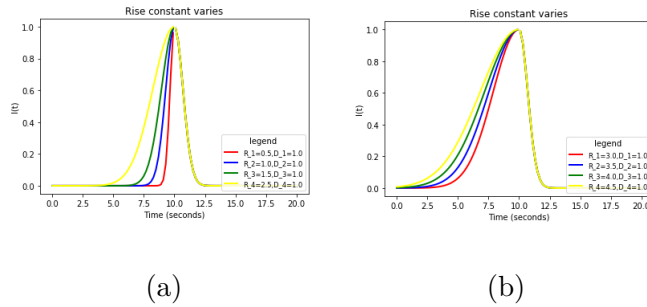 Rise constant varies
I(t)
1.0
0.8
0.6
0.4
0.2
0.0
legend
R_1=0.5,D_1=1.0
R_2=1.0,D_2=1.0
R_3=1.5,D_3=1.0
R_4=2.5,D_4=1.0
0.0 2.5 5.0 7.5 10.0 12.5 15.0 17.5 20.0
Time (seconds)
(a)
Rise constant varies
I(t)
1.0
0.8
0.6
0.4
0.2
0.0
legend
R_1=3.0,D_1=1.0
R_2=3.5,D_2=1.0
R_3=4.0,D_3=1.0
R_4=4.5,D_4=1.0
0.0 2.5 5.0 7.5 10.0 12.5 15.0 17.5 20.0
Time (seconds)
(b)